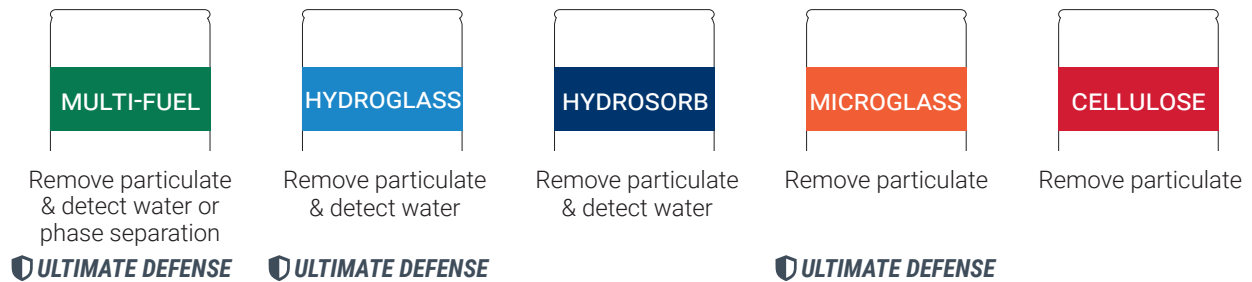 MULTI-FUEL
Remove particulate
& detect water or
phase separation
ULTIMATE DEFENSE
HYDROGLASS
Remove particulate
& detect water
ULTIMATE DEFENSE
HYDROSORB
Remove particulate
& detect water
MICROGLASS
Remove particulate
ULTIMATE DEFENSE
CELLULOSE
Remove particulate